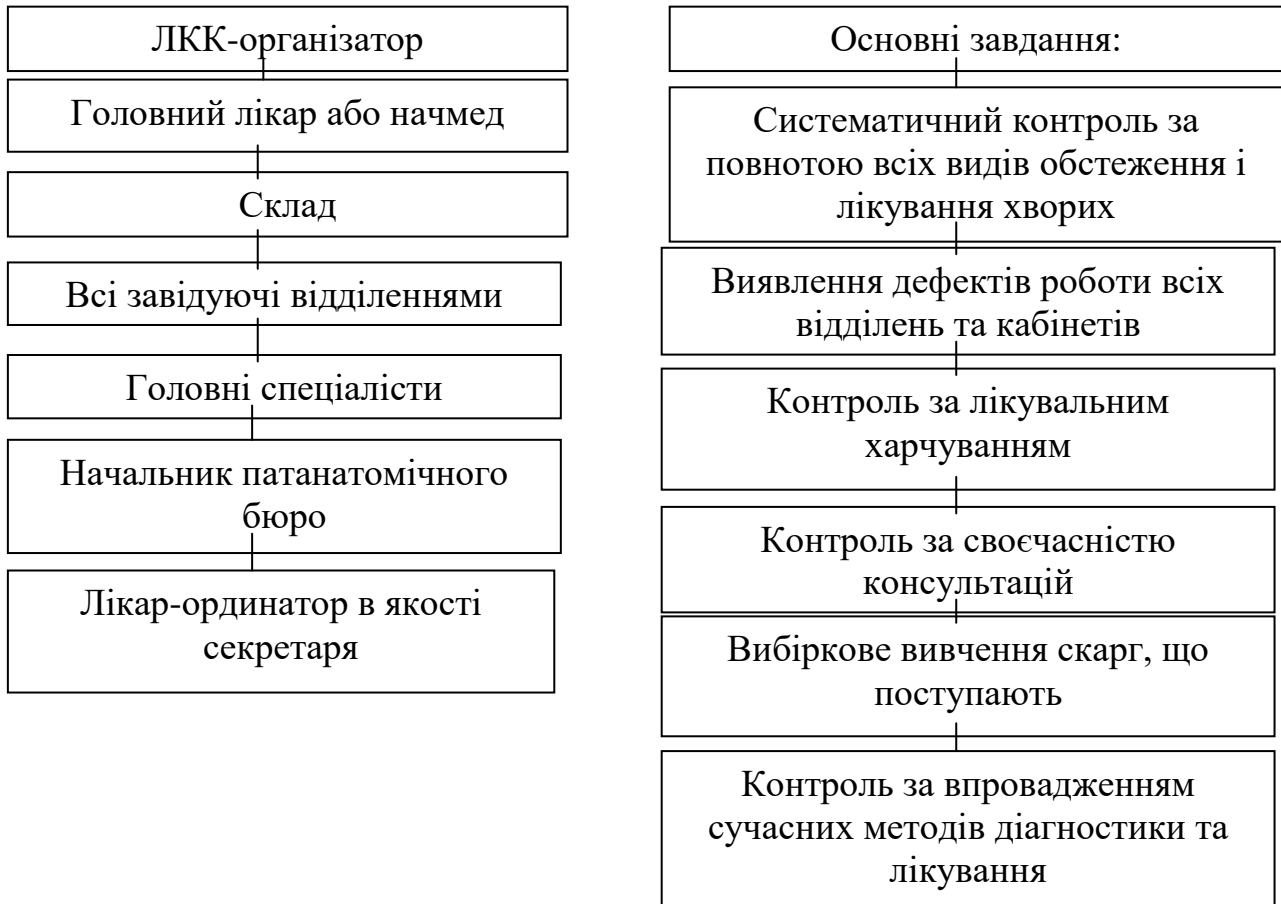 ЛКК-організатор
Головний лікар або начмед
Склад
Всі завідуючі відділеннями
Головні спеціалісти
Начальник патанатомічного
бюро
Лікар-ординатор в якості
секретаря
Основні завдання:
Систематичний контроль за
повнотою всіх видів обстеження і
лікування хворих
Виявлення дефектів роботи всіх
відділень та кабінетів
Контроль за лікувальним
харчуванням
Контроль за своєчасністю
консультацій
Вибіркове вивчення скарг, що
поступають
Контроль за впровадженням
сучасних методів діагностики та
лікування